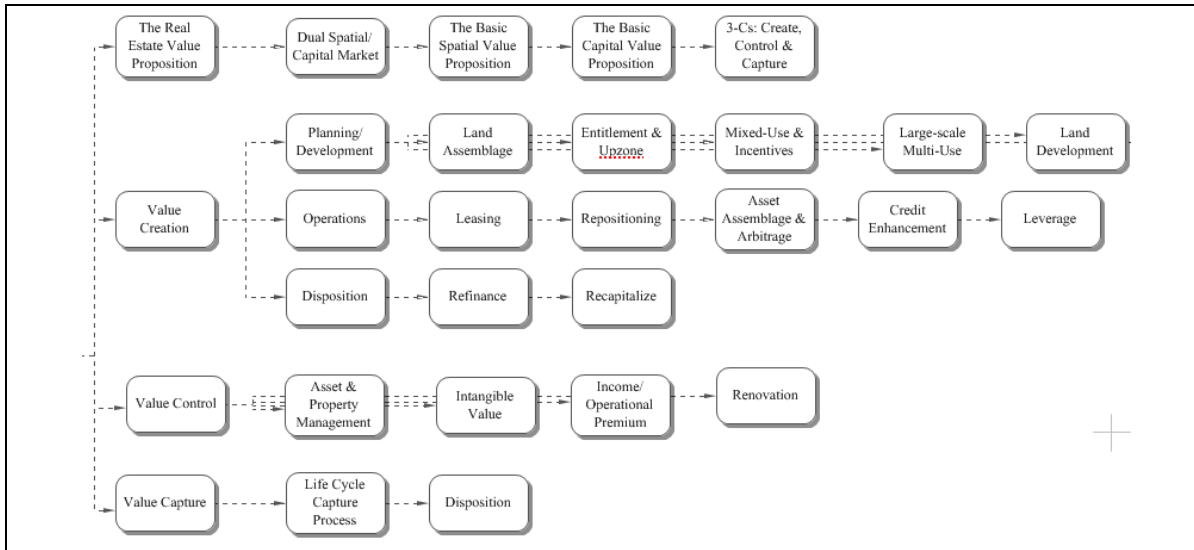 The Real
Estate Value
Proposition
Dual Spatial/
Capital Market
The Basic
Spatial Value
Proposition
The Basic
Capital Value
Proposition
3-Cs: Create,
Control &
Capture
Planning/
Development
Land
Assemblage
Entitlement &
Upzone
Mixed-Use &
Incentives
Large-scale
Multi-Use
Land
Development
Value
Creation
Operations
Leasing
Repositioning
Asset
Assemblage &
Arbitrage
Credit
Enhancement
Leverage
Disposition
Refinance
Recapitalize
Value Control
Asset &
Property
Management
Intangible
Value
Income/
Operational
Premium
Renovation
Value Capture
Life Cycle
Capture
Process
Disposition